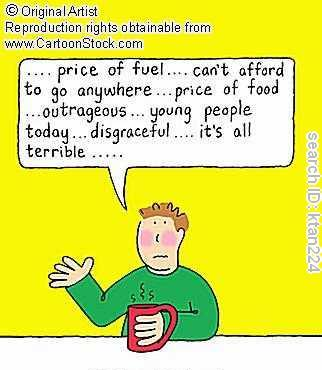 © Original Artist
Reproduction rights obtainable from
www.CartoonStock.com
.... price of fuel.... can't afford
to go anywhere...price of food
...outrageous... young people
today...disgraceful.... it's all
terrible .....
search ID: ktan224